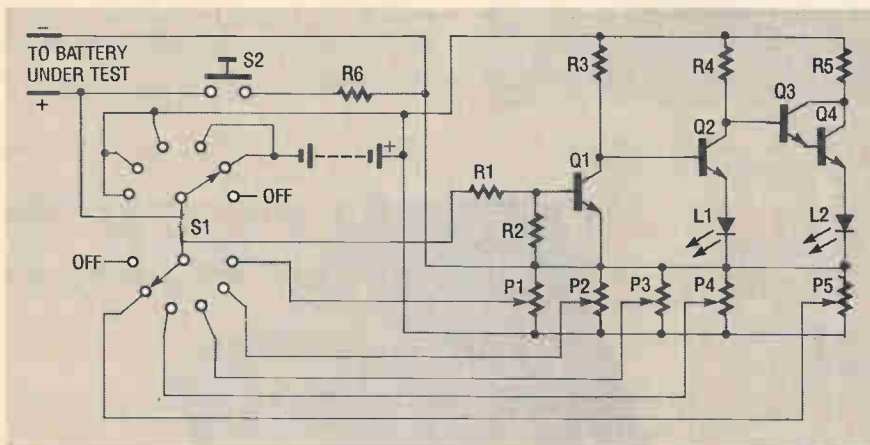 −
TO BATTERY
UNDER TEST
+
S2
R6
+
OFF
S1
OFF
R1
R2
R3
Q1
R4
Q2
L1
Q3
R5
Q4
L2
P1
P2
P3
P4
P5